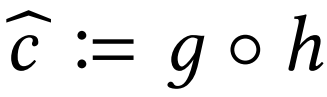 ĉ := g ∘ h